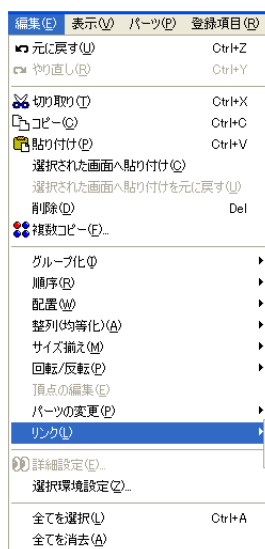 編集(E) 表示(V) パーツ(P) 登録項目(R)
元に戻す(U) Ctrl+Z
やり直し(R) Ctrl+Y
切り取り(T) Ctrl+X
コピー(C) Ctrl+C
貼り付け(P) Ctrl+V
選択された画面へ貼り付け(C)
選択された画面へ貼り付けを元に戻す(U)
削除(D) Del
複数コピー(F)...
グループ化(I)
順序(R)
配置(W)
整列(均等化)(A)
サイズ揃え(M)
回転/反転(P)
頂点の編集(E)
パーツの変更(P)
リンク(L)
詳細設定(E)...
選択環境設定(Z)...
全てを選択(L) Ctrl+A
全てを消去(A)